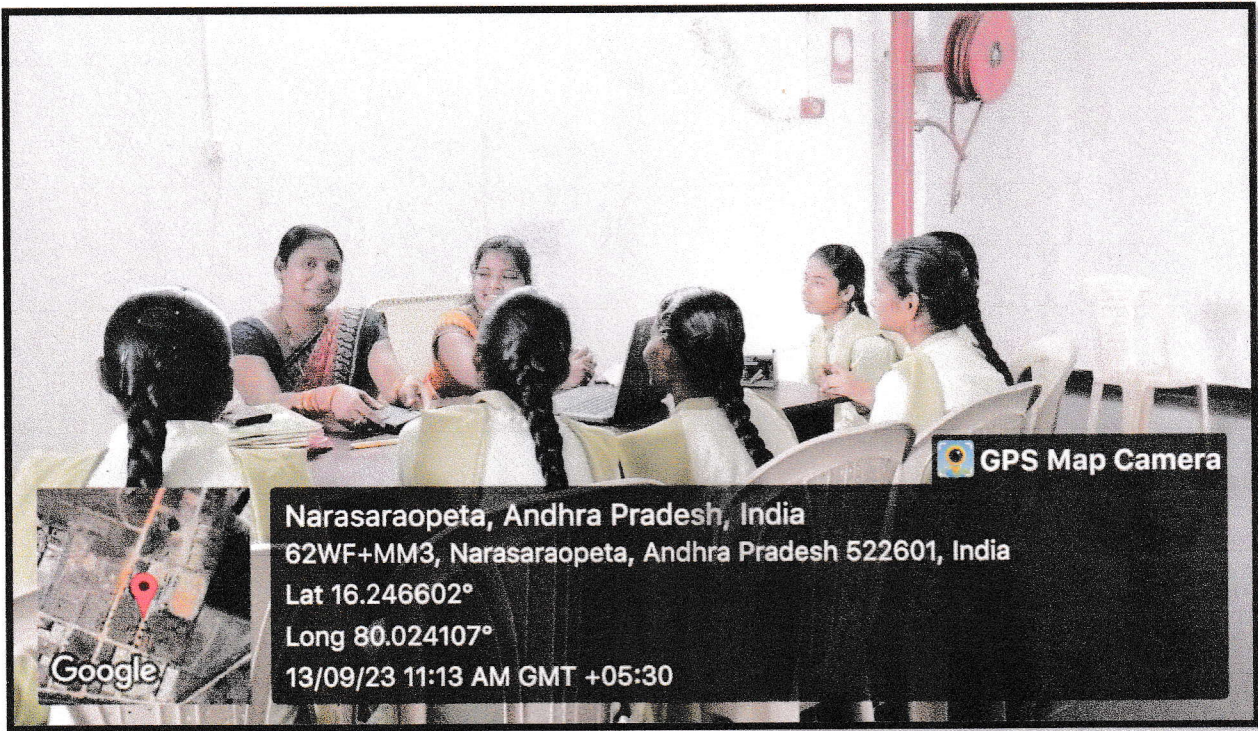 GPS Map Camera
Narasaraopeta, Andhra Pradesh, India
62WF+MM3, Narasaraopeta, Andhra Pradesh 522601, India
Lat 16.246602°
Long 80.024107°
13/09/23 11:13 AM GMT +05:30
Google